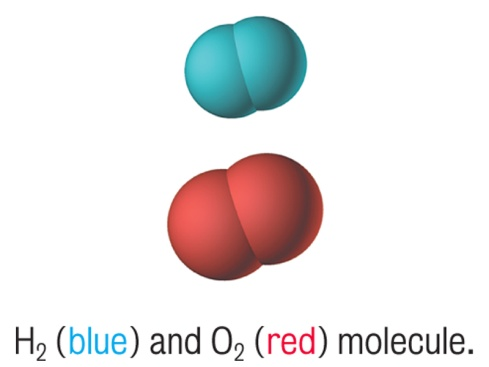 H₂ (blue) and O₂ (red) molecule.